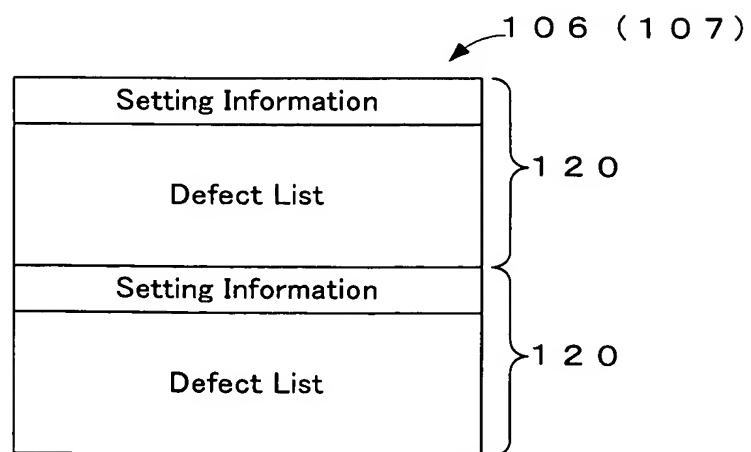 106 (107)
Setting Information
120
Defect List
Setting Information
120
Defect List